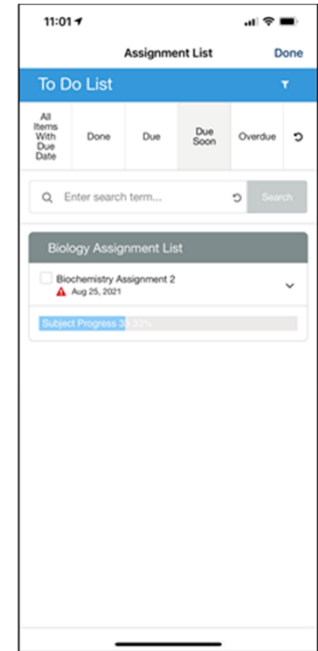 11:01
Assignment List
Done
To Do List
All
Items
With
Due
Date
Done
Due
Due
Soon
Overdue
Enter search term...
Search
Biology Assignment List
Biochemistry Assignment 2
Aug 25, 2021
Subject Progress 33.33%